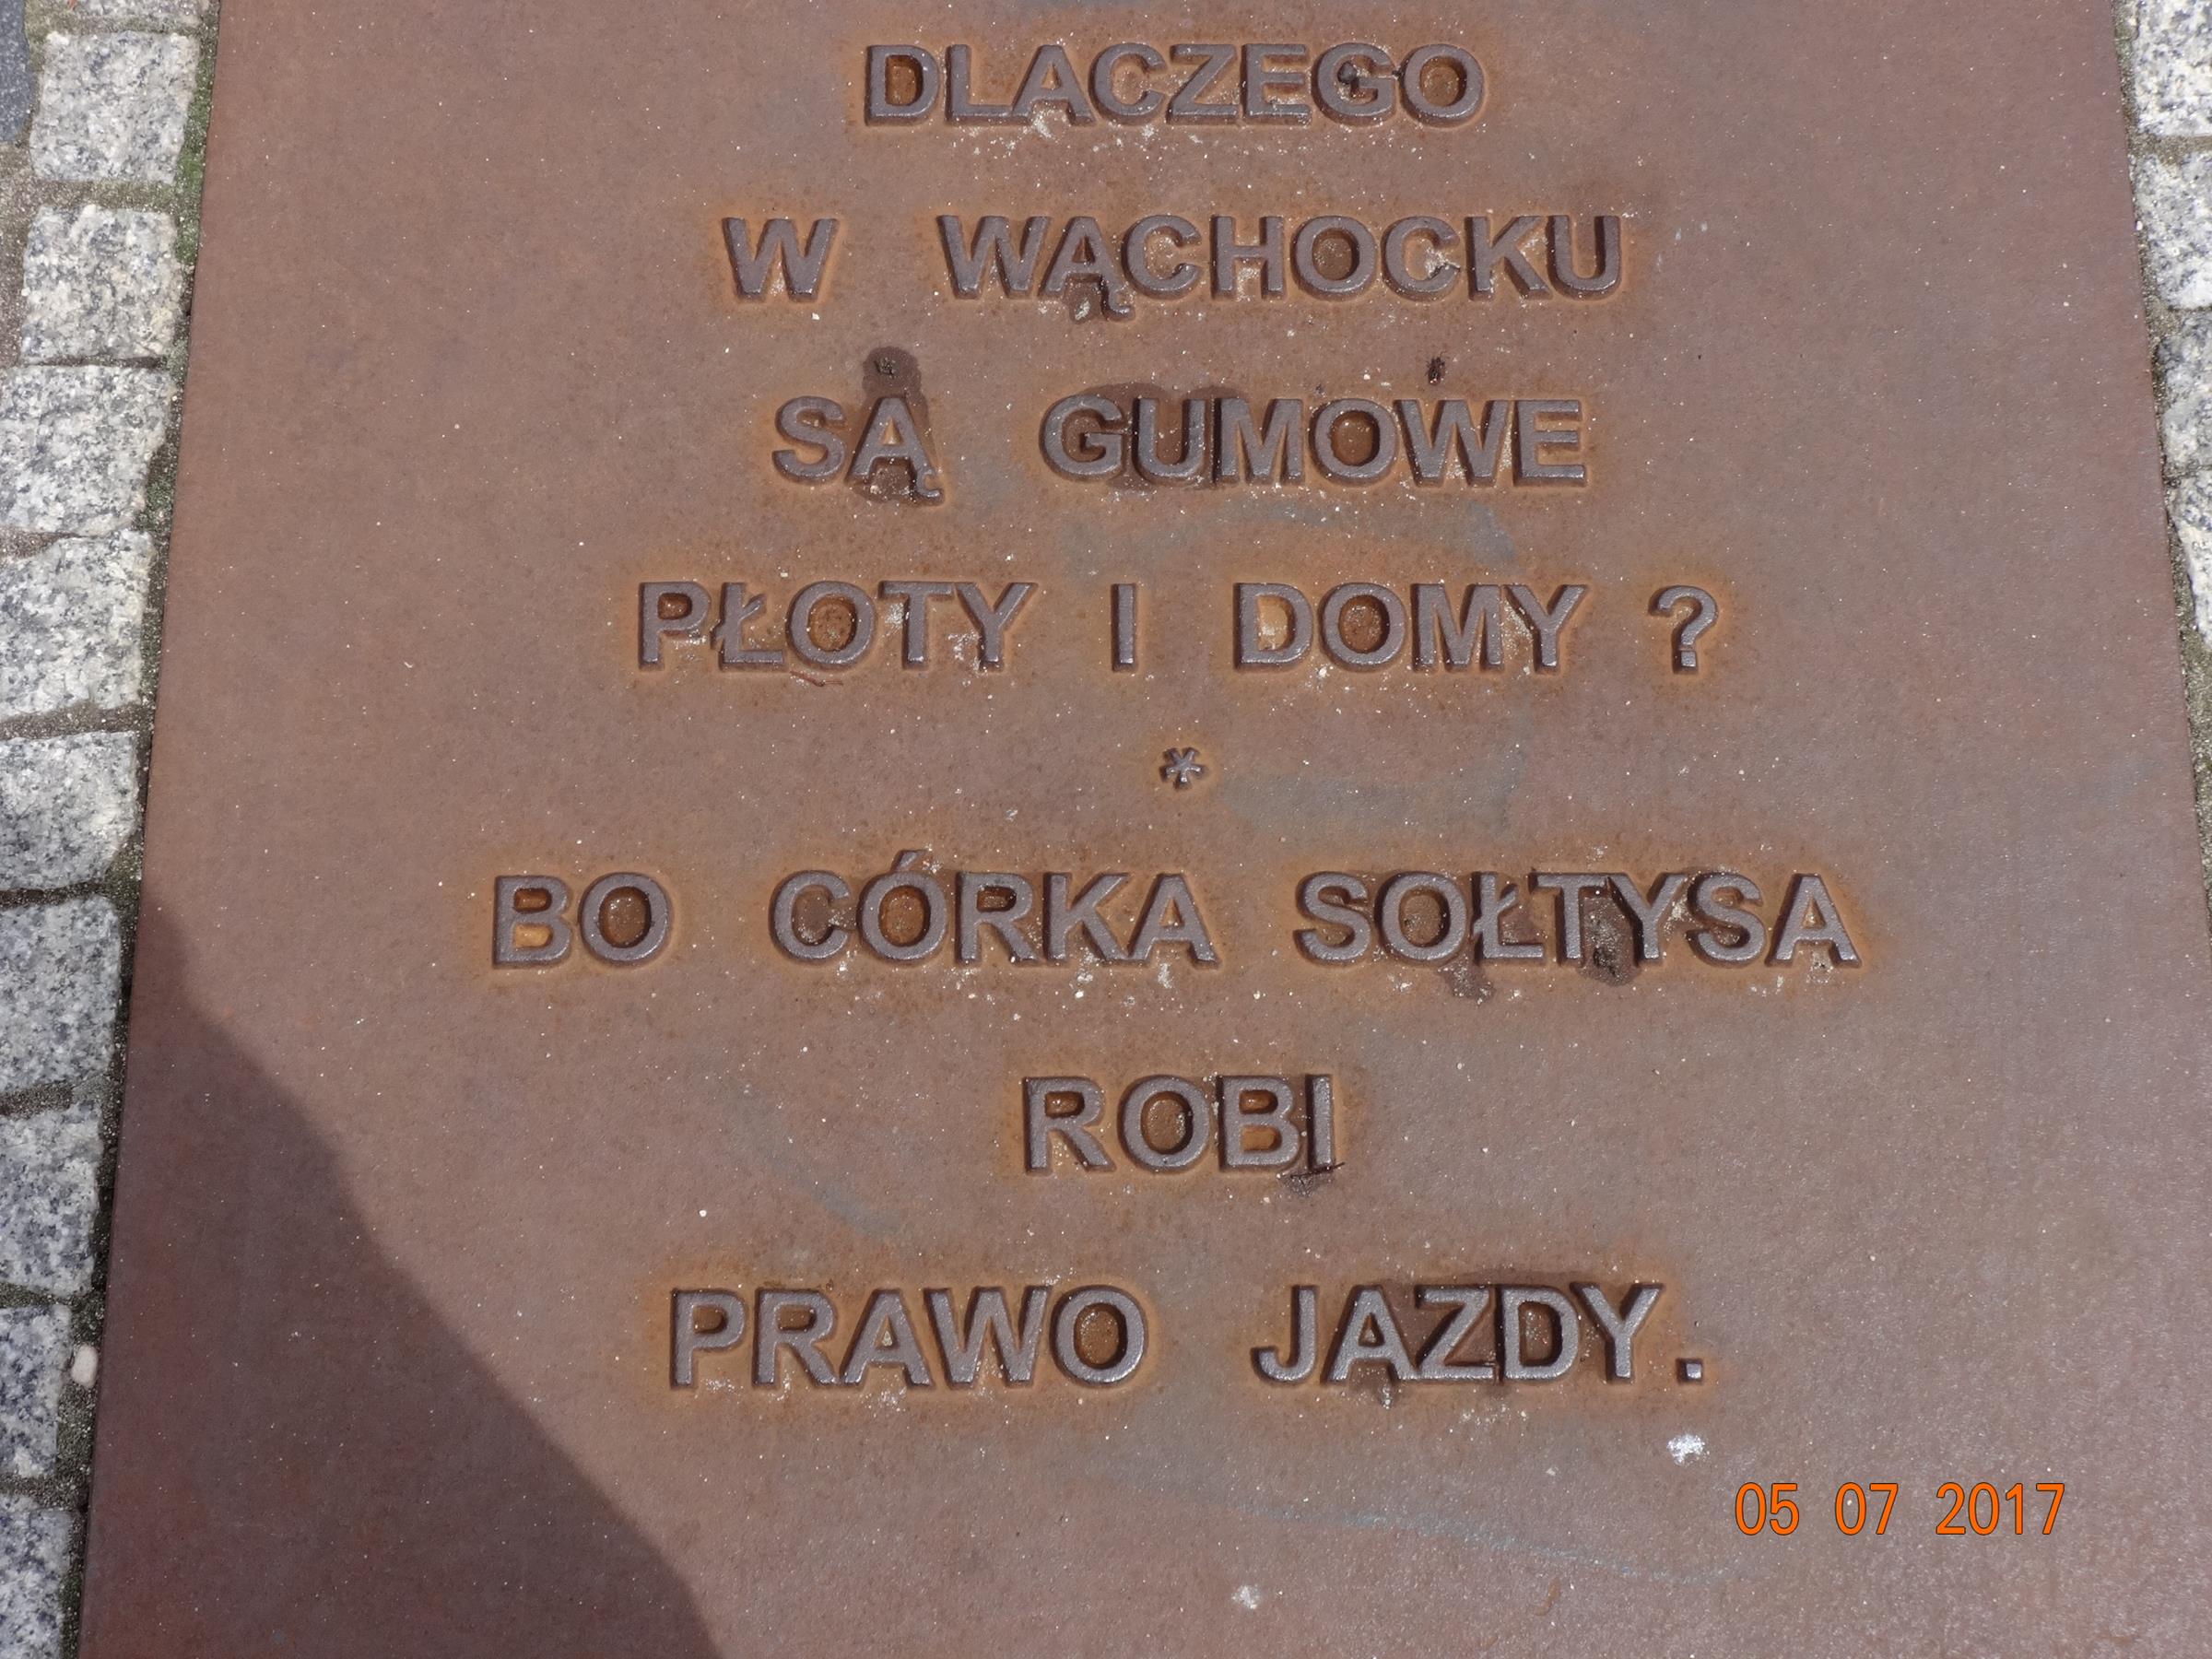 DLACZEGO
W WĄCHOCKU
SĄ GUMOWE
PŁOTY I DOMY ?
*
BO CÓRKA SOŁTYSA
ROBI
PRAWO JAZDY.
05 07 2017